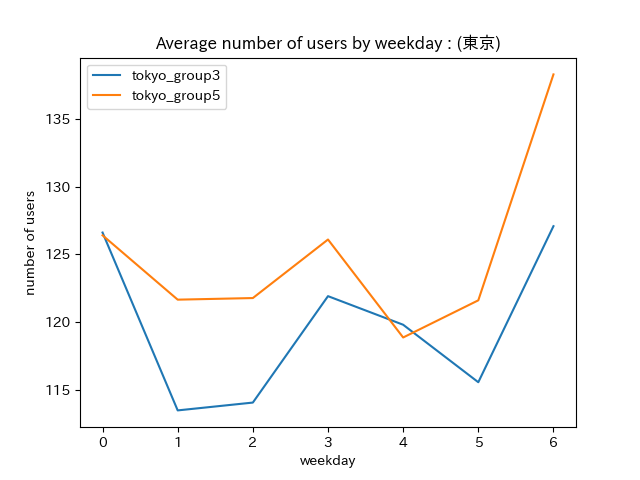 Average number of users by weekday : (東京)
tokyo_group3
tokyo_group5
135
130
125
120
115
number of users
0 1 2 3 4 5 6
weekday